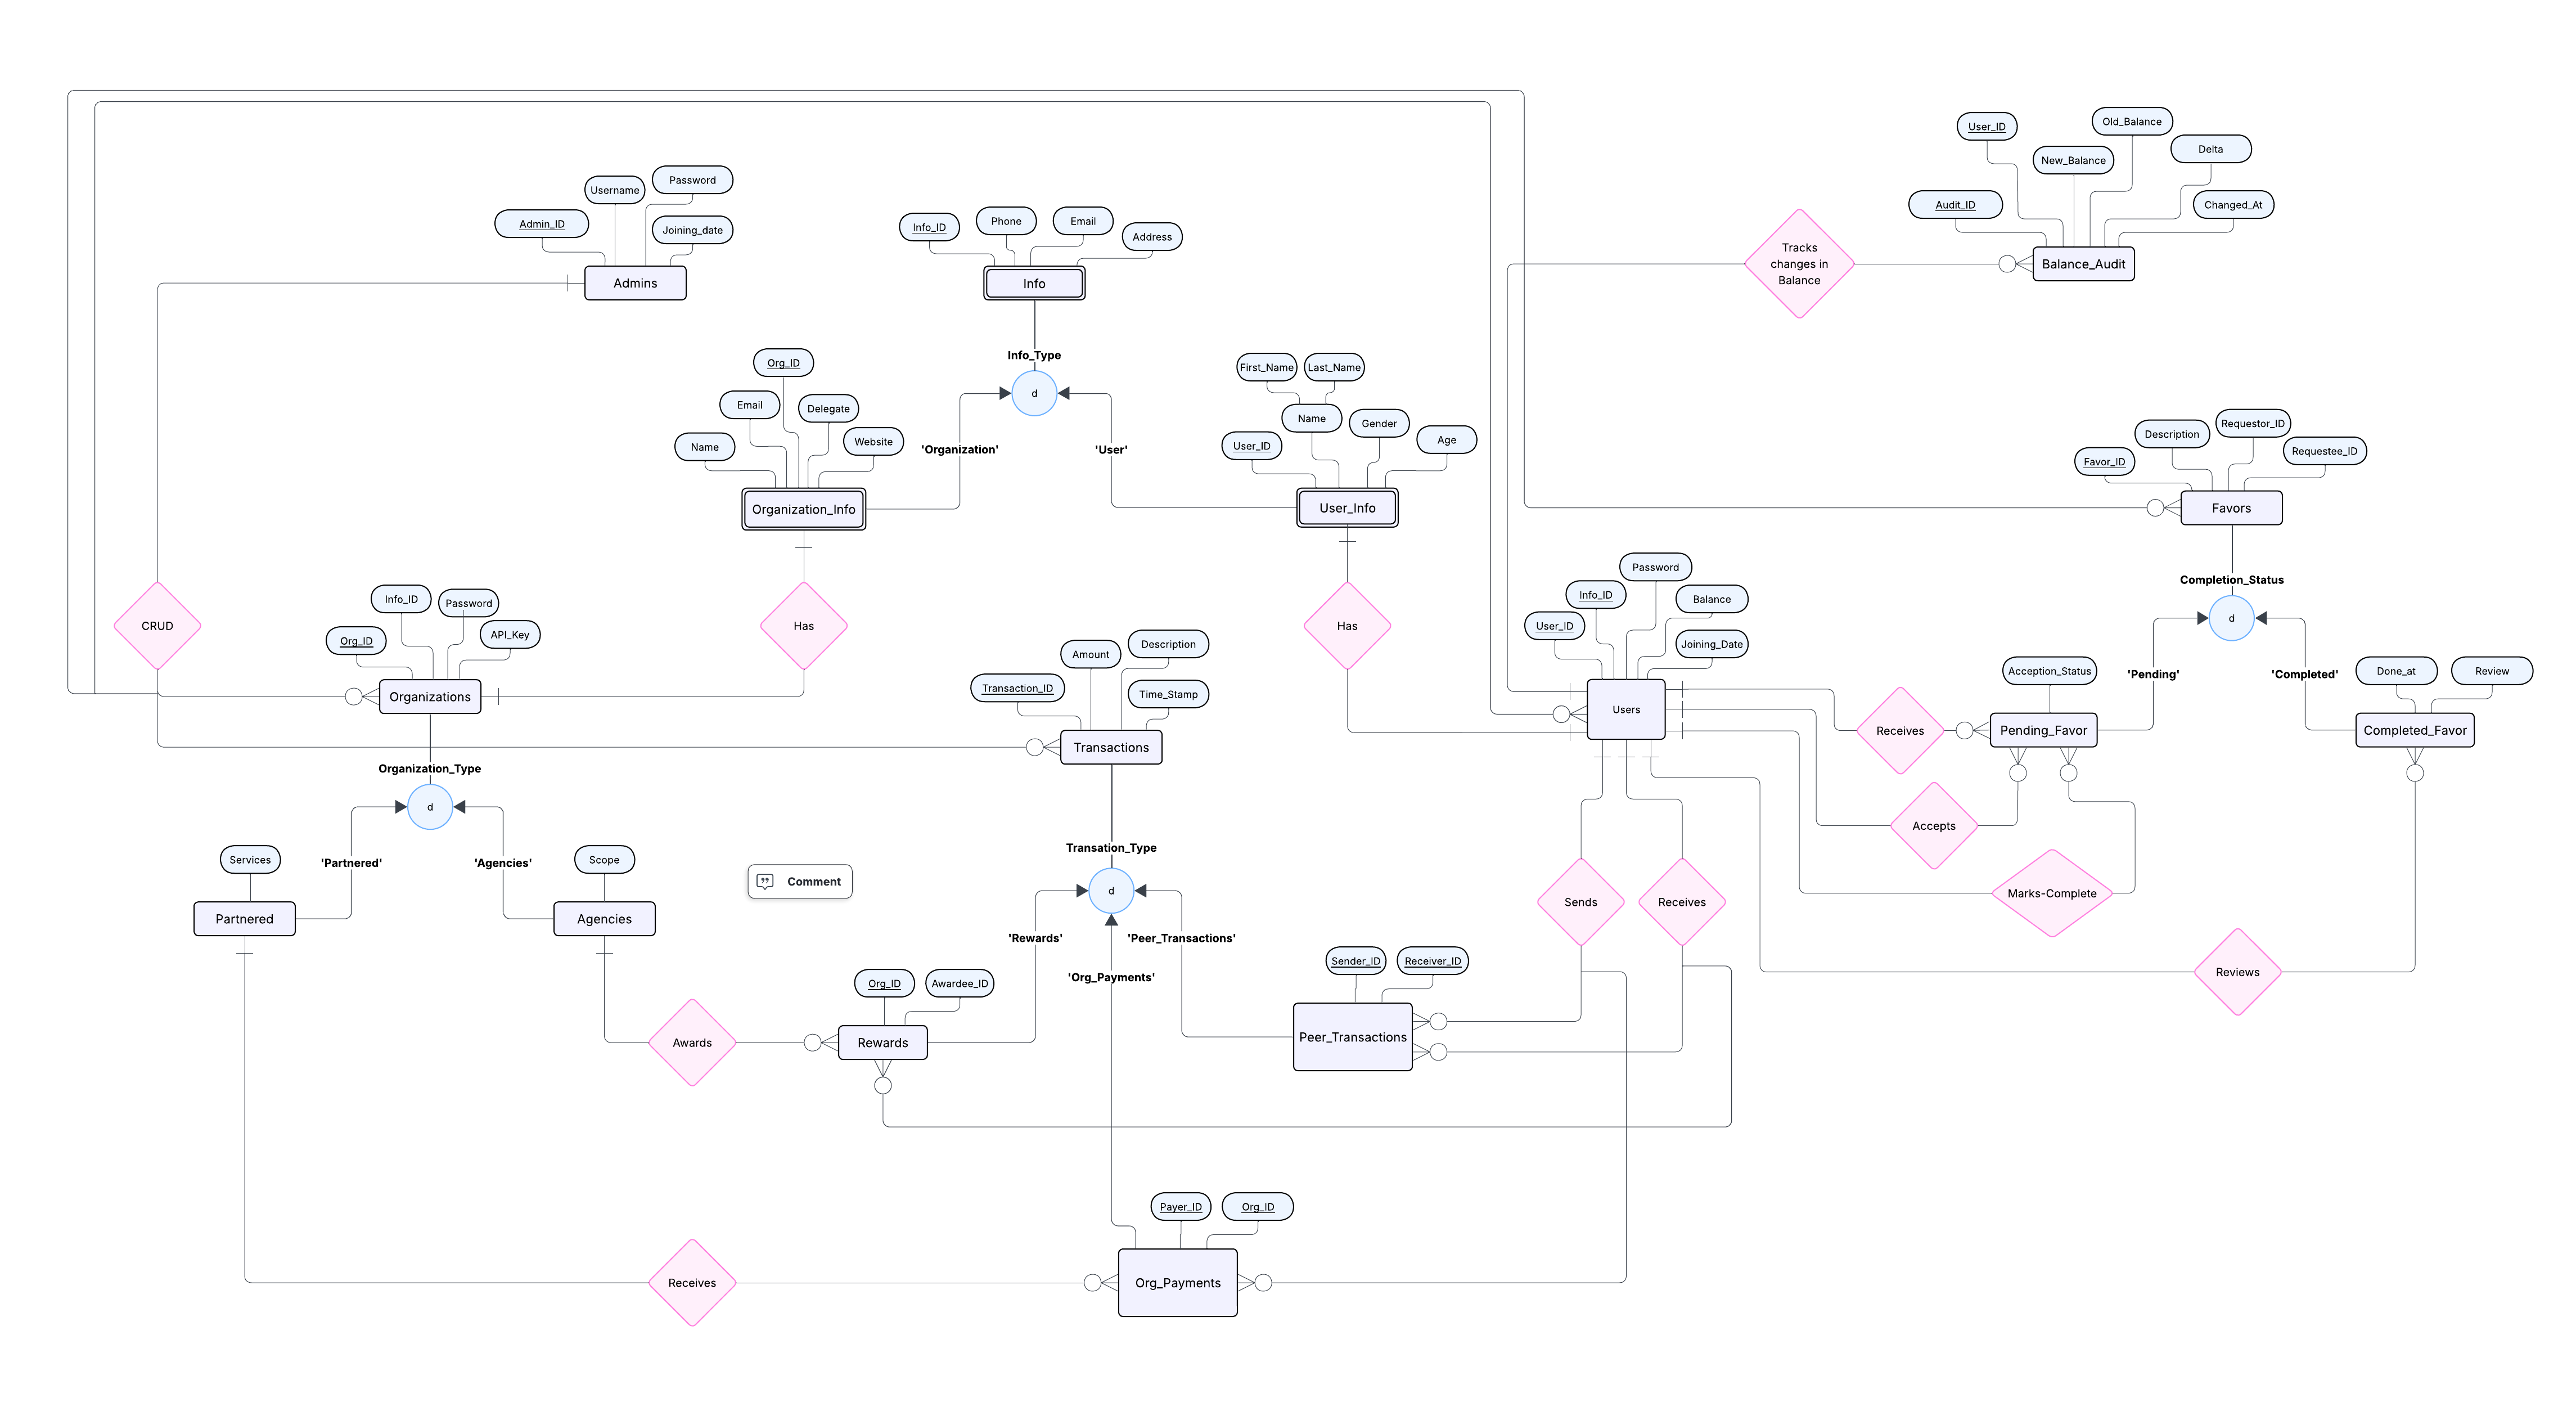 User_ID
Old_Balance
New_Balance
Delta
Audit_ID
Changed_At
Tracks
changes in
Balance
Balance_Audit
Admin_ID
Username
Password
Joining_date
Admins
Info_ID
Phone
Email
Address
Info
Info_Type
d
'Organization'
'User'
Org_ID
Email
Delegate
Name
Website
Organization_Info
First_Name
Last_Name
Name
Gender
User_ID
Age
User_Info
Favor_ID
Description
Requestor_ID
Requestee_ID
Favors
Completion_Status
d
'Pending'
'Completed'
CRUD
Has
Has
Info_ID
Password
Org_ID
API_Key
Organizations
Organization_Type
d
'Partnered'
'Agencies'
Services
Partnered
Scope
Agencies
Transaction_ID
Amount
Description
Time_Stamp
Transactions
Transation_Type
d
'Rewards'
'Peer_Transactions'
'Org_Payments'
Comment
Password
Info_ID
Balance
User_ID
Joining_Date
Users
Receives
Acception_Status
Pending_Favor
Done_at
Review
Completed_Favor
Accepts
Marks-Complete
Reviews
Sends
Receives
Sender_ID
Receiver_ID
Peer_Transactions
Org_ID
Awardee_ID
Awards
Rewards
Payer_ID
Org_ID
Receives
Org_Payments